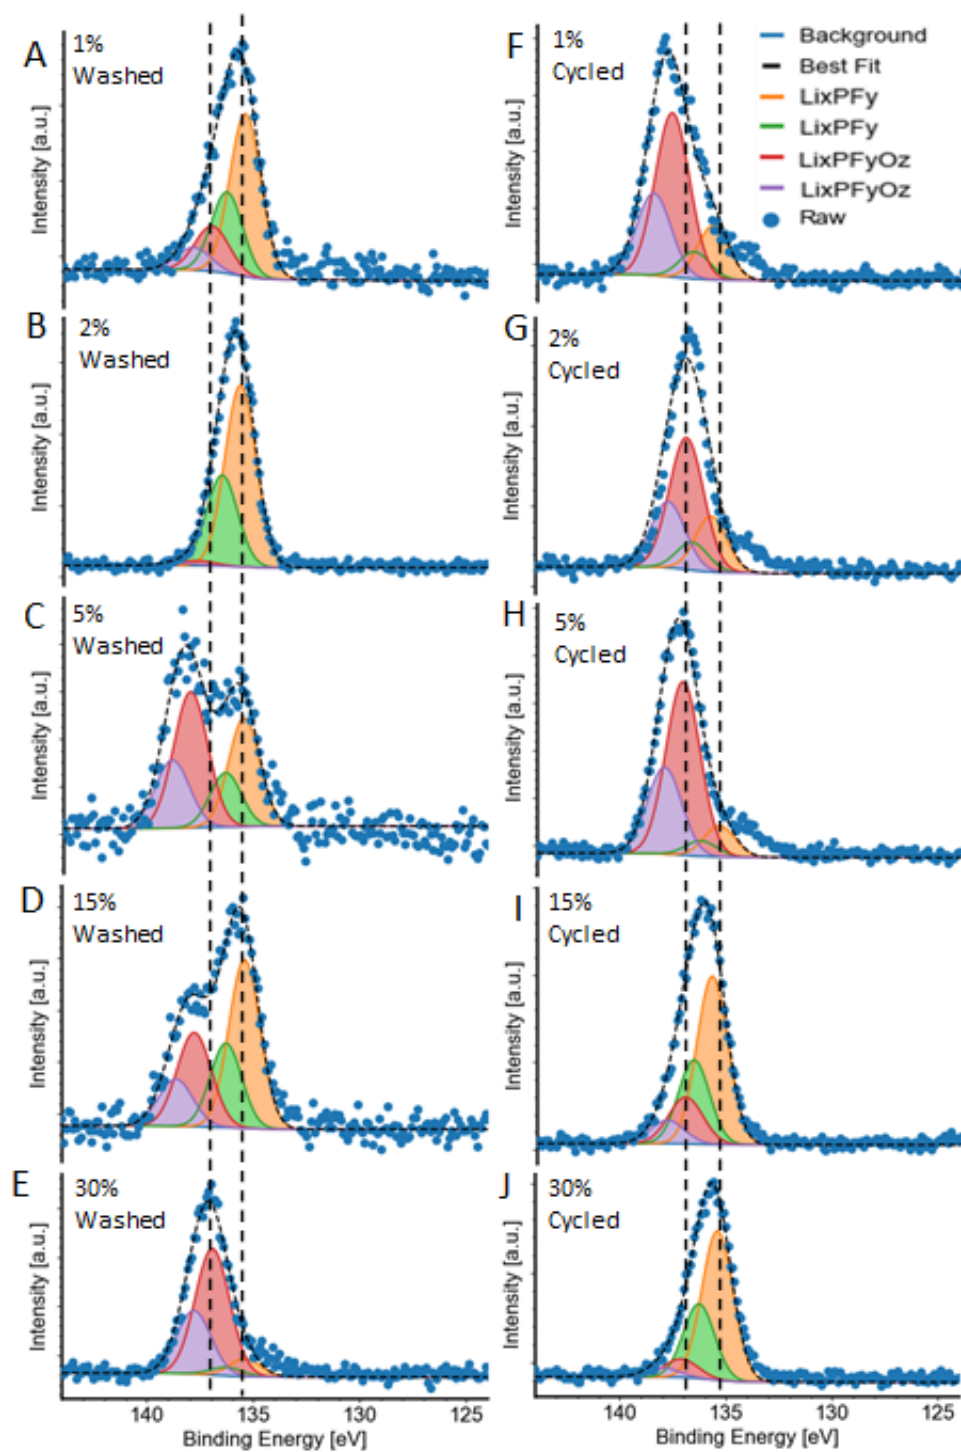 A
1%
Washed
Intensity [a.u.]
F
1%
Cycled
Intensity [a.u.]
Background
Best Fit
LixPFy
LixPFy
LixPFyOz
LixPFyOz
Raw
B
2%
Washed
Intensity [a.u.]
G
2%
Cycled
Intensity [a.u.]
C
5%
Washed
Intensity [a.u.]
H
5%
Cycled
Intensity [a.u.]
D
15%
Washed
Intensity [a.u.]
I
15%
Cycled
Intensity [a.u.]
E
30%
Washed
Intensity [a.u.]
J
30%
Cycled
Intensity [a.u.]
140 135 130 125
Binding Energy [eV]
140 135 130 125
Binding Energy [eV]